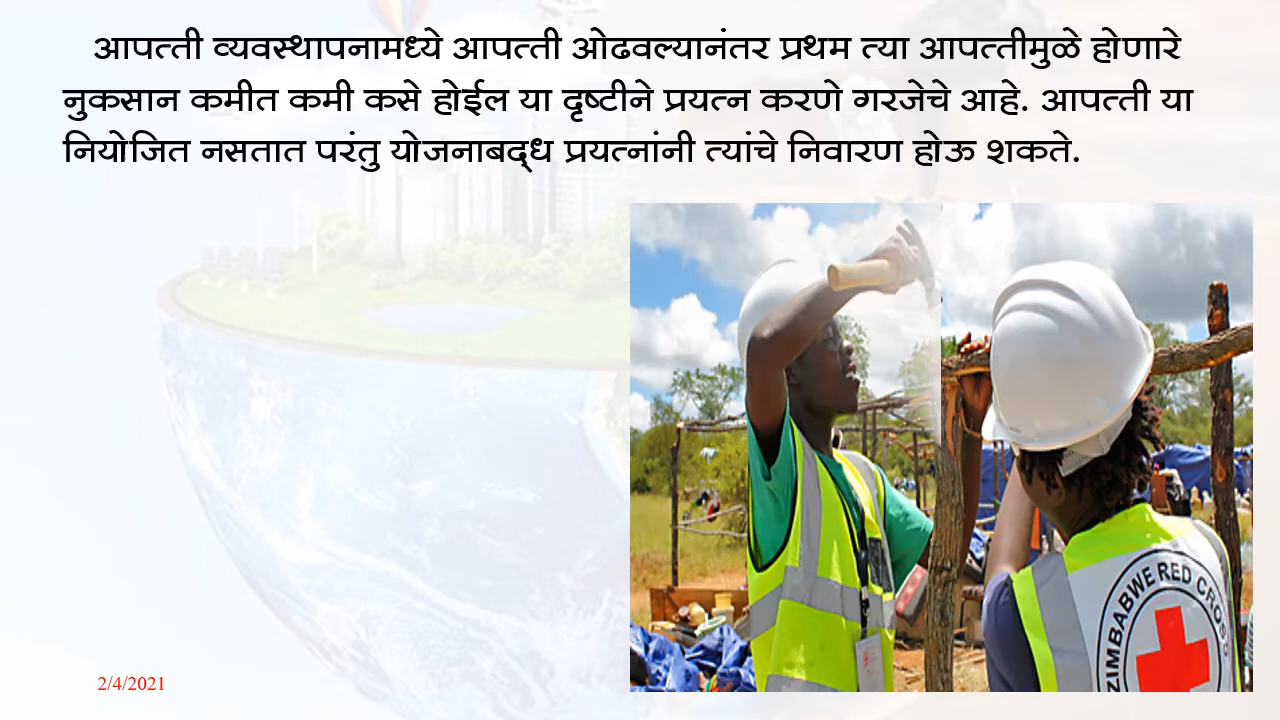 आपत्ती व्यवस्थापनामध्ये आपत्ती ओढवल्यानंतर प्रथम त्या आपत्तीमुळे होणारे
नुकसान कमीत कमी कसे होईल या दृष्टीने प्रयत्न करणे गरजेचे आहे. आपत्ती या
नियोजित नसतात परंतु योजनाबद्ध प्रयत्नांनी त्यांचे निवारण होऊ शकते.
ZIMBABWE RED CROSS
2/4/2021